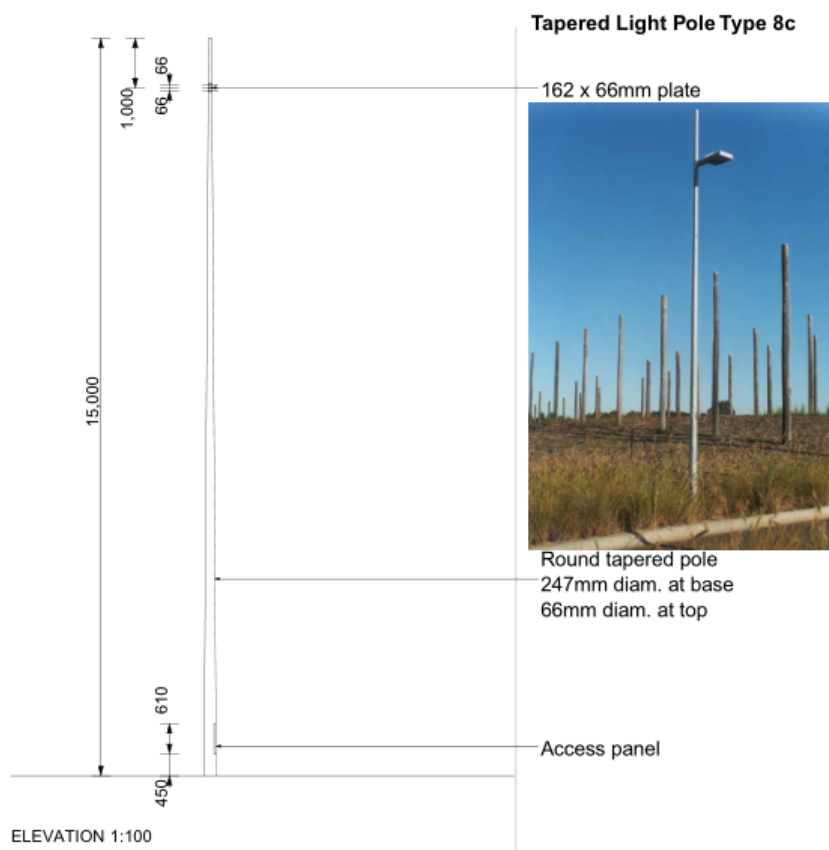 Tapered Light Pole Type 8c
66
1,000
66
162 x 66mm plate
15,000
Round tapered pole
247mm diam. at base
66mm diam. at top
610
Access panel
450
ELEVATION 1:100